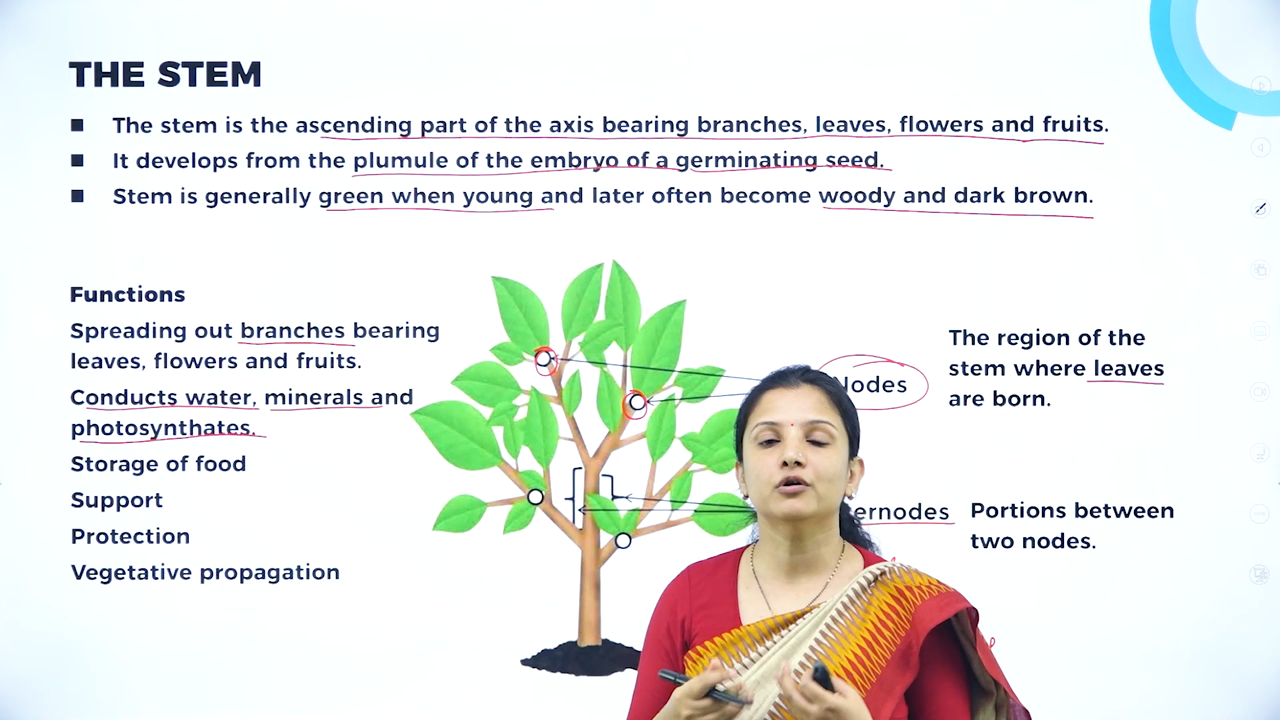 THE STEM
■ The stem is the ascending part of the axis bearing branches, leaves, flowers and fruits.
■ It develops from the plumule of the embryo of a germinating seed.
■ Stem is generally green when young and later often become woody and dark brown.
Functions
Spreading out branches bearing
leaves, flowers and fruits.
Conducts water, minerals and
photosynthates.
Storage of food
Support
Protection
Vegetative propagation
Nodes
The region of the
stem where leaves
are born.
ernodes
Portions between
two nodes.